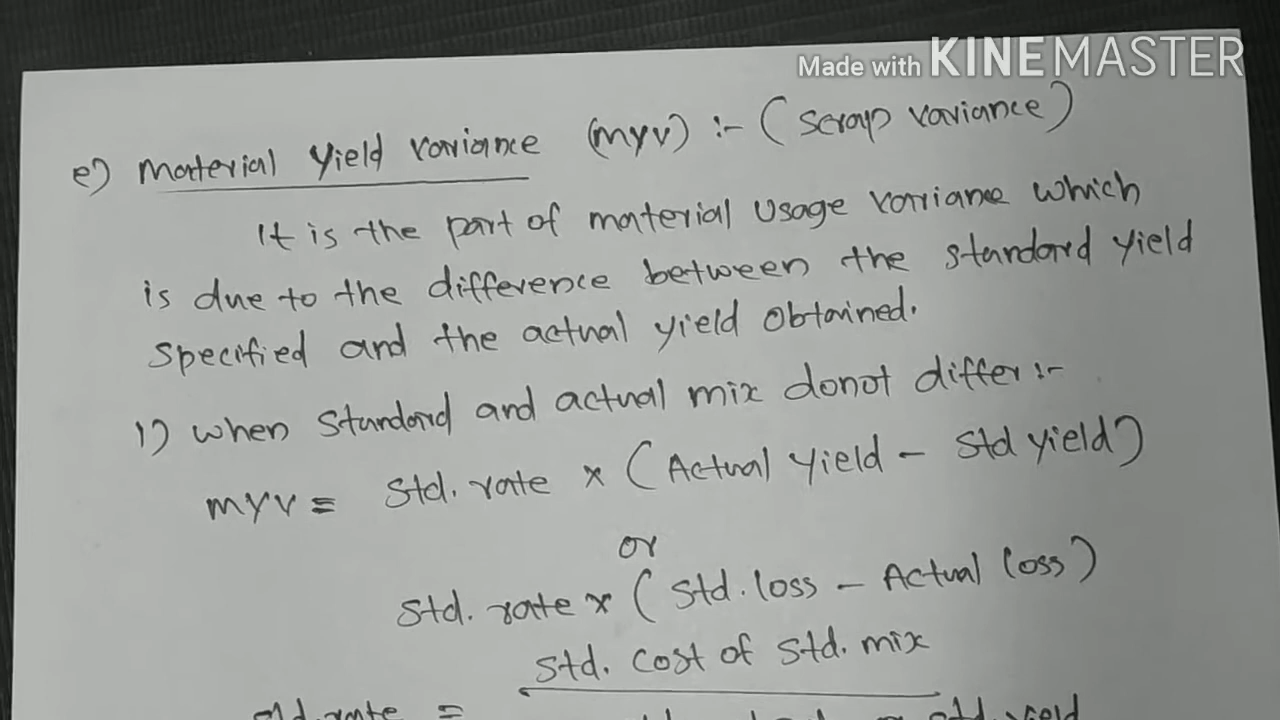 Made with KINEMASTER
e) Material Yield Variance (MYV) :- (Scrap Variance)
It is the part of material Usage Variance which
is due to the difference between the standard yield
specified and the actual yield obtained.
1) When Standard and actual mix donot differ :-
MYV = Std. rate × (Actual yield - Std yield)
or
Std. rate × (Std. loss - Actual loss)
Std. cost of Std. mix
rate =
yield